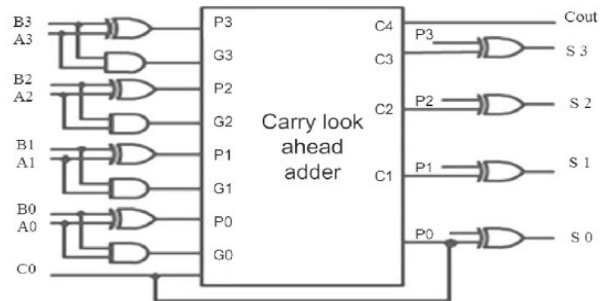 B3
A3
B2
A2
B1
A1
B0
A0
C0
P3
G3
P2
G2
P1
G1
P0
G0
Carry look
ahead
adder
C4
C3
C2
C1
P0
P3
P2
P1
Cout
S 3
S 2
S 1
S 0